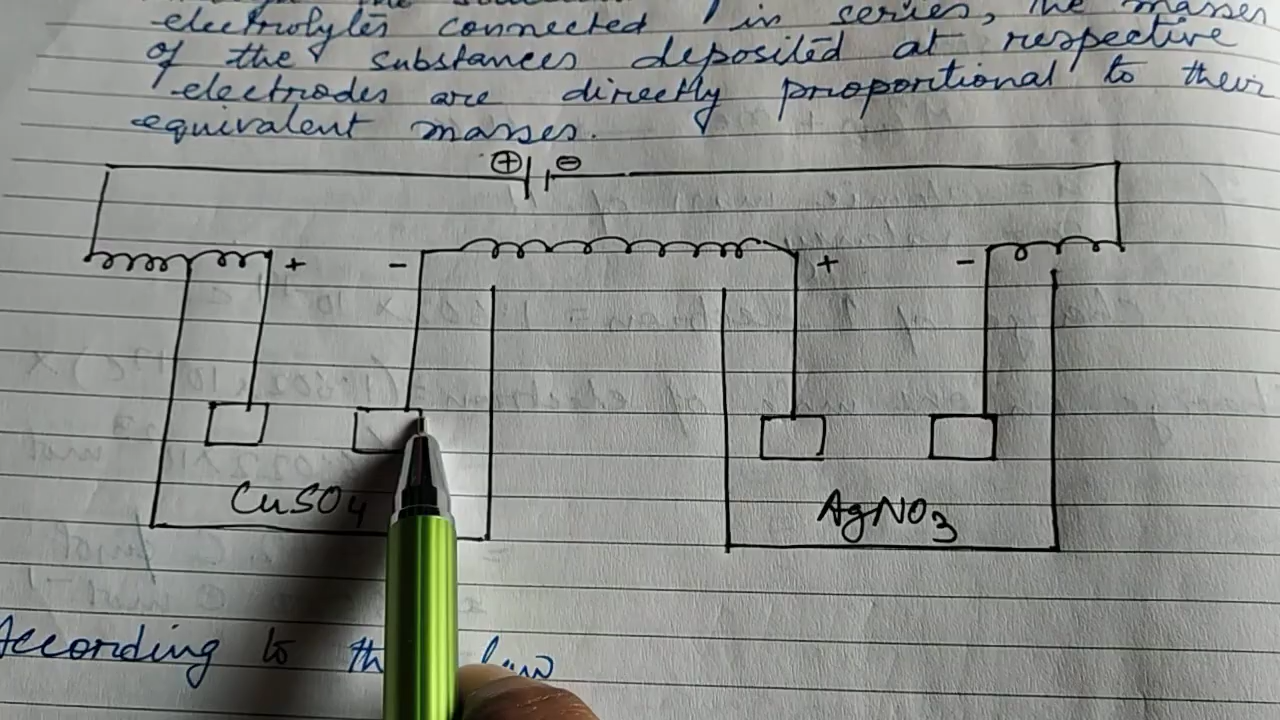 electrolytes connected in series, the masses
of the substances deposited at respective
electrodes are directly proportional to their
equivalent masses.
⊕ ⊖
+ - + -
CuSO4 AgNO3
According to th law